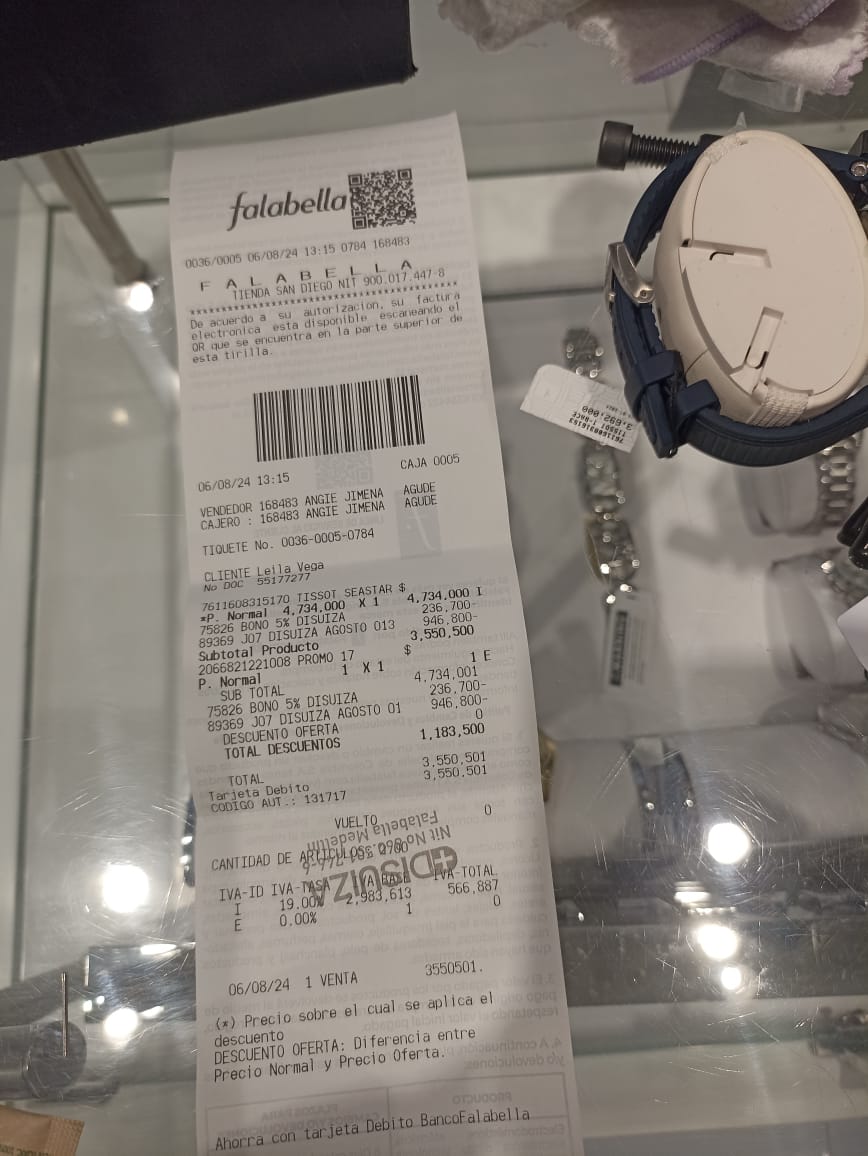 falabella
0036/0005 06/08/24 13:15 0784 168483
F A L A B E L L A
TIENDA SAN DIEGO NIT 900.017.447-8
De acuerdo a su autorizacion, su factura
electronica esta disponible escaneando el
QR que se encuentra en la parte superior de
esta tirilla.
06/08/24 13:15 CAJA 0005
VENDEDOR 168483 ANGIE JIMENA AGUDE
CAJERO : 168483 ANGIE JIMENA AGUDE
TIQUETE No. 0036-0005-0784
CLIENTE Leila Vega
No DOC 55177277
7611608315170 TISSOT SEASTAR $
*P. Normal 4,734,000 X 1 4,734,000 I
75826 BONO 5% DISUIZA 236,700-
89369 J07 DISUIZA AGOSTO 013 946,800-
Subtotal Producto 3,550,500
2066821221008 PROMO 17 $
P. Normal 1 X 1 1 E
SUB TOTAL 4,734,001
75826 BONO 5% DISUIZA 236,700-
89369 J07 DISUIZA AGOSTO 01 946,800-
DESCUENTO OFERTA 0
TOTAL DESCUENTOS 1,183,500
TOTAL 3,550,501
Tarjeta Debito 3,550,501
CODIGO AUT.: 131717
VUELTO 0
CANTIDAD DE ARTICULOS:
IVA-ID IVA-TASA IVA-BASE IVA-TOTAL
I 19.00% 2,983,613 566,887
E 0.00% 1 0
DISUIZA
Falabella Medellin
06/08/24 1 VENTA 3550501.
(*) Precio sobre el cual se aplica el
descuento
DESCUENTO OFERTA: Diferencia entre
Precio Normal y Precio Oferta.
Ahorra con tarjeta Debito BancoFalabella
TISSOT T-RACE
3,692,000